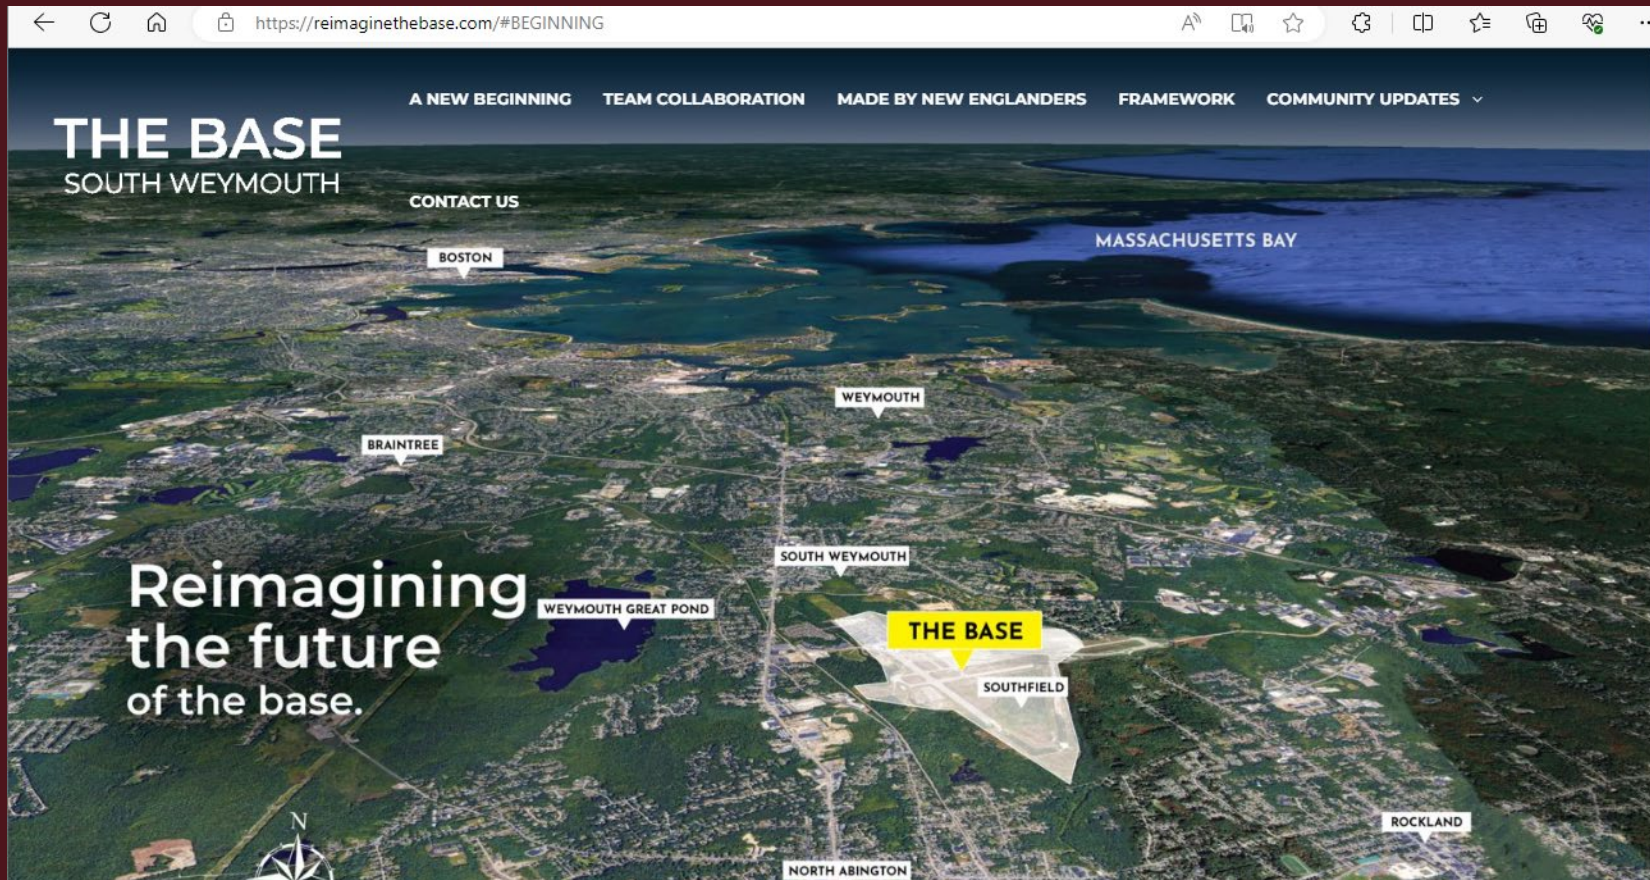 https://reimaginethebase.com/#BEGINNING
A NEW BEGINNING TEAM COLLABORATION MADE BY NEW ENGLANDERS FRAMEWORK COMMUNITY UPDATES
THE BASE
SOUTH WEYMOUTH
CONTACT US
MASSACHUSETTS BAY
BOSTON
WEYMOUTH
BRAINTREE
SOUTH WEYMOUTH
Reimagining
the future
of the base.
WEYMOUTH GREAT POND
THE BASE
SOUTHFIELD
ROCKLAND
N
NORTH ABINGTON